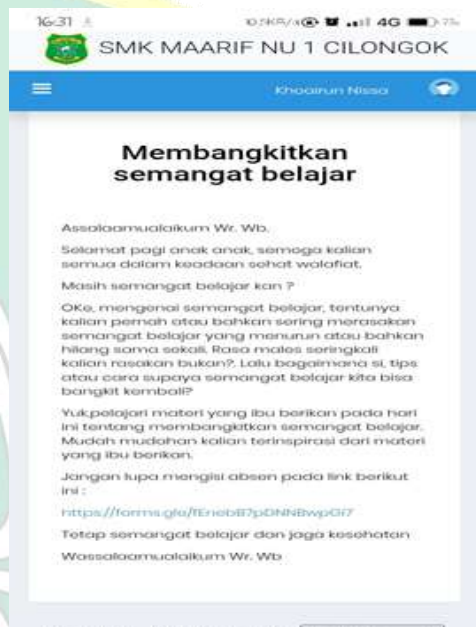 16:31
4G
SMK MAARIF NU 1 CILONGOK
Khoairun Nissa
Membangkitkan
semangat belajar
Assalaamualaikum Wr. Wb.
Selamat pagi anak anak, semoga kalian
semua dalam keadaan sehat walafiat.
Masih semangat belajar kan ?
OKe, mengenai semangat belajar, tentunya
kalian pernah atau bahkan sering merasakan
semangat belajar yang menurun atau bahkan
hilang sama sekali. Rasa males seringkali
kalian rasakan bukan?. Lalu bagaimana si, tips
atau cara supaya semangat belajar kita bisa
bangkit kembali?
Yuk,pelajari materi yang ibu berikan pada hari
ini tentang membangkitkan semangat belajar.
Mudah mudahan kalian terinspirasi dari materi
yang ibu berikan.
Jangan lupa mengisi absen pada link berikut
ini :
Tetap semangat belajar dan jaga kesehatan
Wassalaamualaikum Wr. Wb